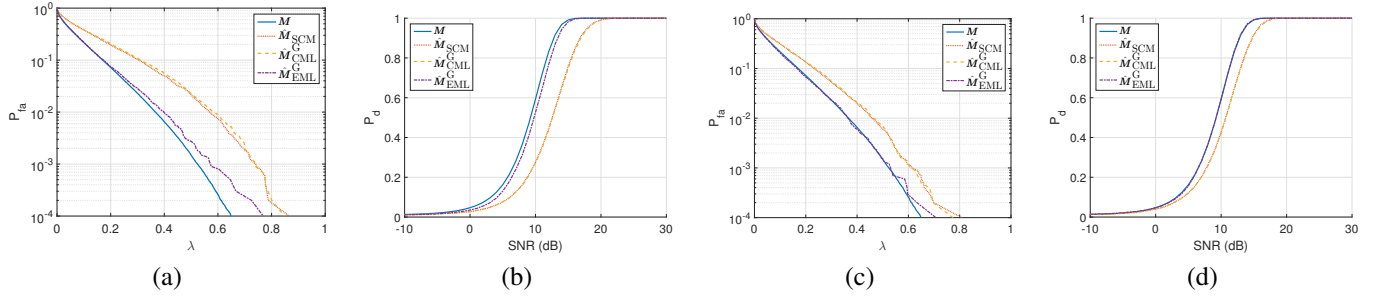 10^0
10^-1
10^-2
10^-3
10^-4
P_fa
0 0.2 0.4 0.6 0.8 1
λ
M
M̂_SCM
M̂^G_CML
M̂^G_EML
(a)
1
0.8
0.6
0.4
0.2
0
P_d
-10 0 10 20 30
SNR (dB)
M
M̂_SCM
M̂^G_CML
M̂^G_EML
(b)
10^0
10^-1
10^-2
10^-3
10^-4
P_fa
0 0.2 0.4 0.6 0.8 1
λ
M
M̂_SCM
M̂^G_CML
M̂^G_EML
(c)
1
0.8
0.6
0.4
0.2
0
P_d
-10 0 10 20 30
SNR (dB)
M
M̂_SCM
M̂^G_CML
M̂^G_EML
(d)